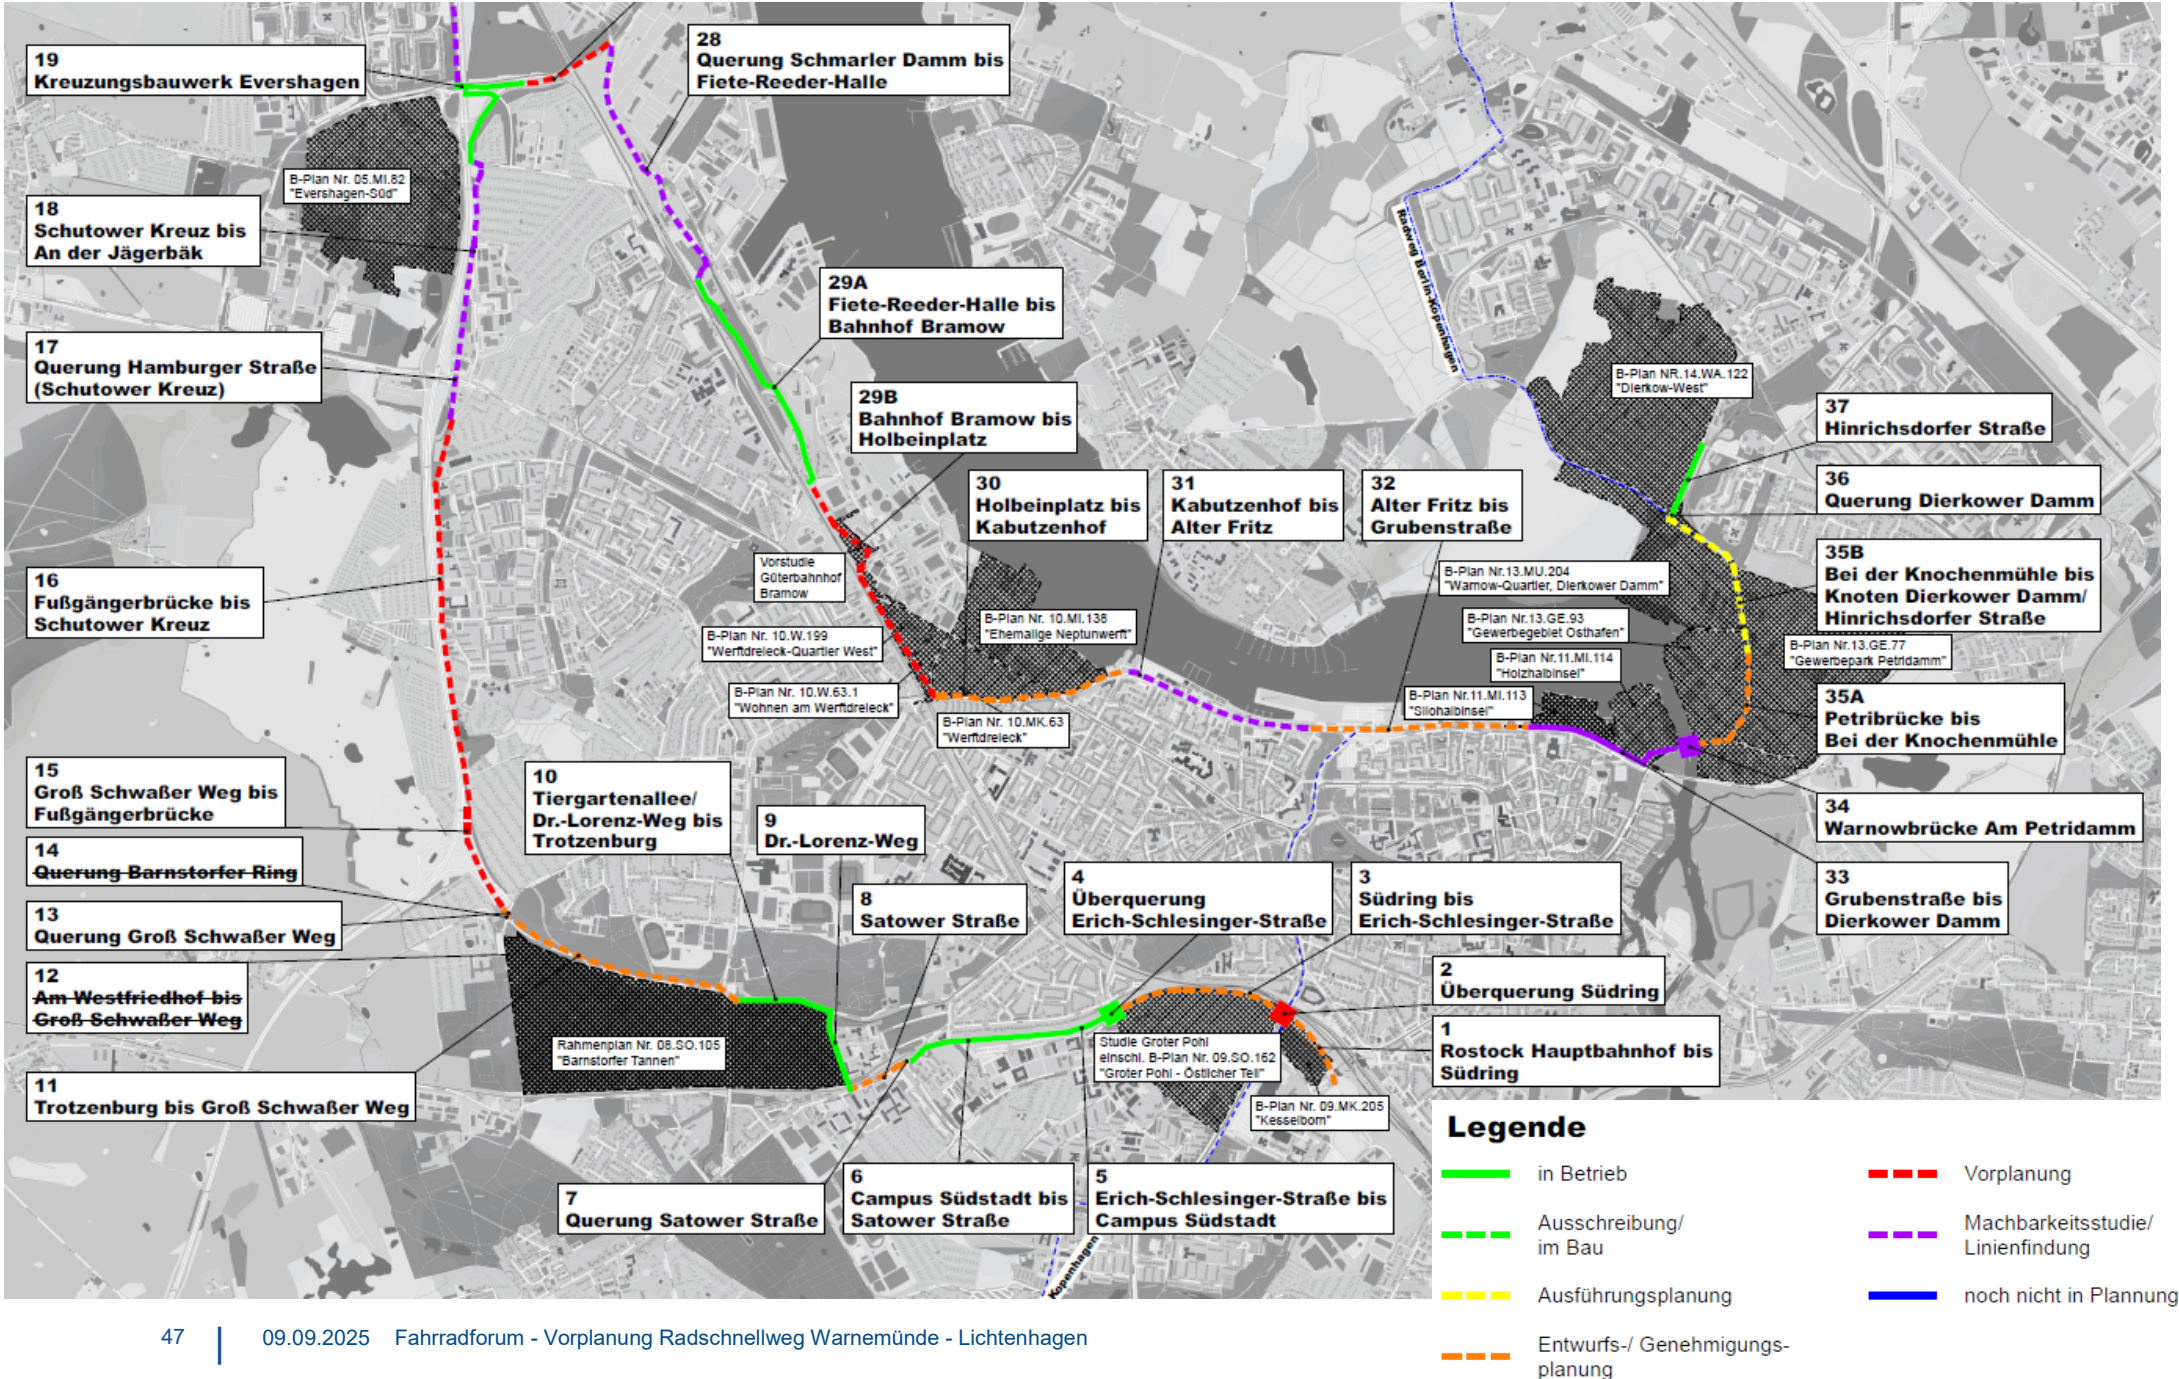 19
Kreuzungsbauwerk Evershagen
28
Querung Schmarler Damm bis
Fiete-Reeder-Halle
B-Plan Nr. 05.MI.82
"Evershagen-Süd"
18
Schutower Kreuz bis
An der Jägerbäk
Radweg Berlin-Kopenhagen
29A
Fiete-Reeder-Halle bis
Bahnhof Bramow
17
Querung Hamburger Straße
(Schutower Kreuz)
B-Plan NR.14.WA.122
"Dierkow-West"
29B
Bahnhof Bramow bis
Holbeinplatz
37
Hinrichsdorfer Straße
30
Holbeinplatz bis
Kabutzenhof
31
Kabutzenhof bis
Alter Fritz
32
Alter Fritz bis
Grubenstraße
36
Querung Dierkower Damm
16
Fußgängerbrücke bis
Schutower Kreuz
Vorstudie
Güterbahnhof
Bramow
B-Plan Nr.13.MU.204
"Warnow-Quartier, Dierkower Damm"
35B
Bei der Knochenmühle bis
Knoten Dierkower Damm/
Hinrichsdorfer Straße
B-Plan Nr. 10.W.199
"Werftdreieck-Quartier West"
B-Plan Nr. 10.MI.138
"Ehemalige Neptunwerft"
B-Plan Nr.13.GE.93
"Gewerbegebiet Osthafen"
B-Plan Nr.13.GE.77
"Gewerbepark Petridamm"
B-Plan Nr.11.MI.114
"Holzhalbinsel"
B-Plan Nr. 10.W.63.1
"Wohnen am Werftdreieck"
B-Plan Nr. 10.MK.63
"Werftdreieck"
B-Plan Nr.11.MI.113
"Silohalbinsel"
35A
Petribrücke bis
Bei der Knochenmühle
15
Groß Schwaßer Weg bis
Fußgängerbrücke
10
Tiergartenallee/
Dr.-Lorenz-Weg bis
Trotzenburg
9
Dr.-Lorenz-Weg
34
Warnowbrücke Am Petridamm
14
Querung Barnstorfer Ring
8
Satower Straße
4
Überquerung
Erich-Schlesinger-Straße
3
Südring bis
Erich-Schlesinger-Straße
33
Grubenstraße bis
Dierkower Damm
13
Querung Groß Schwaßer Weg
12
Am Westfriedhof bis
Groß Schwaßer Weg
2
Überquerung Südring
Rahmenplan Nr. 08.SO.105
"Barnstorfer Tannen"
Studie Groter Pohl
einschl. B-Plan Nr. 09.SO.162
"Groter Pohl - Östlicher Teil"
1
Rostock Hauptbahnhof bis
Südring
11
Trotzenburg bis Groß Schwaßer Weg
B-Plan Nr. 09.MK.205
"Kesselborn"
7
Querung Satower Straße
6
Campus Südstadt bis
Satower Straße
5
Erich-Schlesinger-Straße bis
Campus Südstadt
Kopenhagen
Legende
in Betrieb
Vorplanung
Ausschreibung/
im Bau
Machbarkeitsstudie/
Linienfindung
Ausführungsplanung
noch nicht in Plannung
Entwurfs-/ Genehmigungs-
planung
47
09.09.2025 Fahrradforum - Vorplanung Radschnellweg Warnemünde - Lichtenhagen